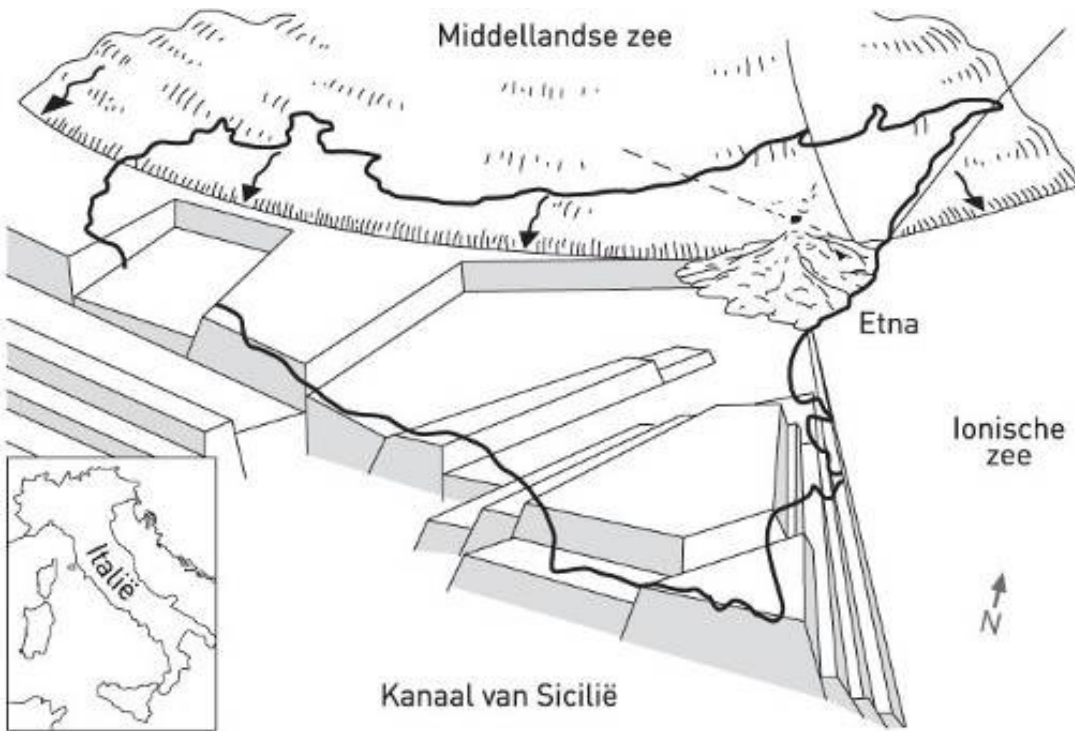 Middellandse zee
Etna
Ionische
zee
Italië
N
Kanaal van Sicilië